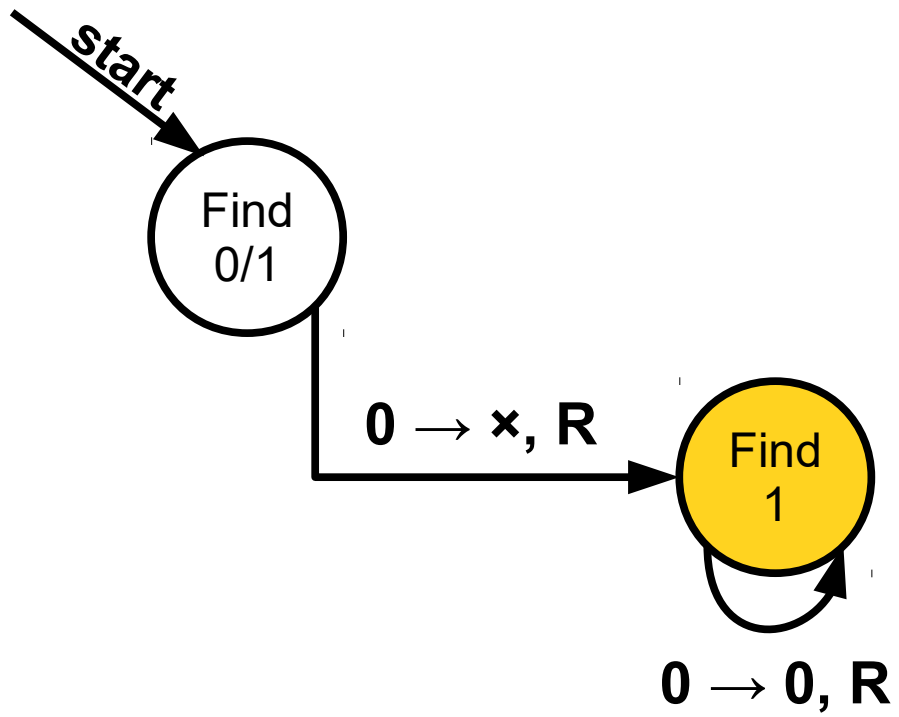 start
Find
0/1
0 → ×, R
Find
1
0 → 0, R